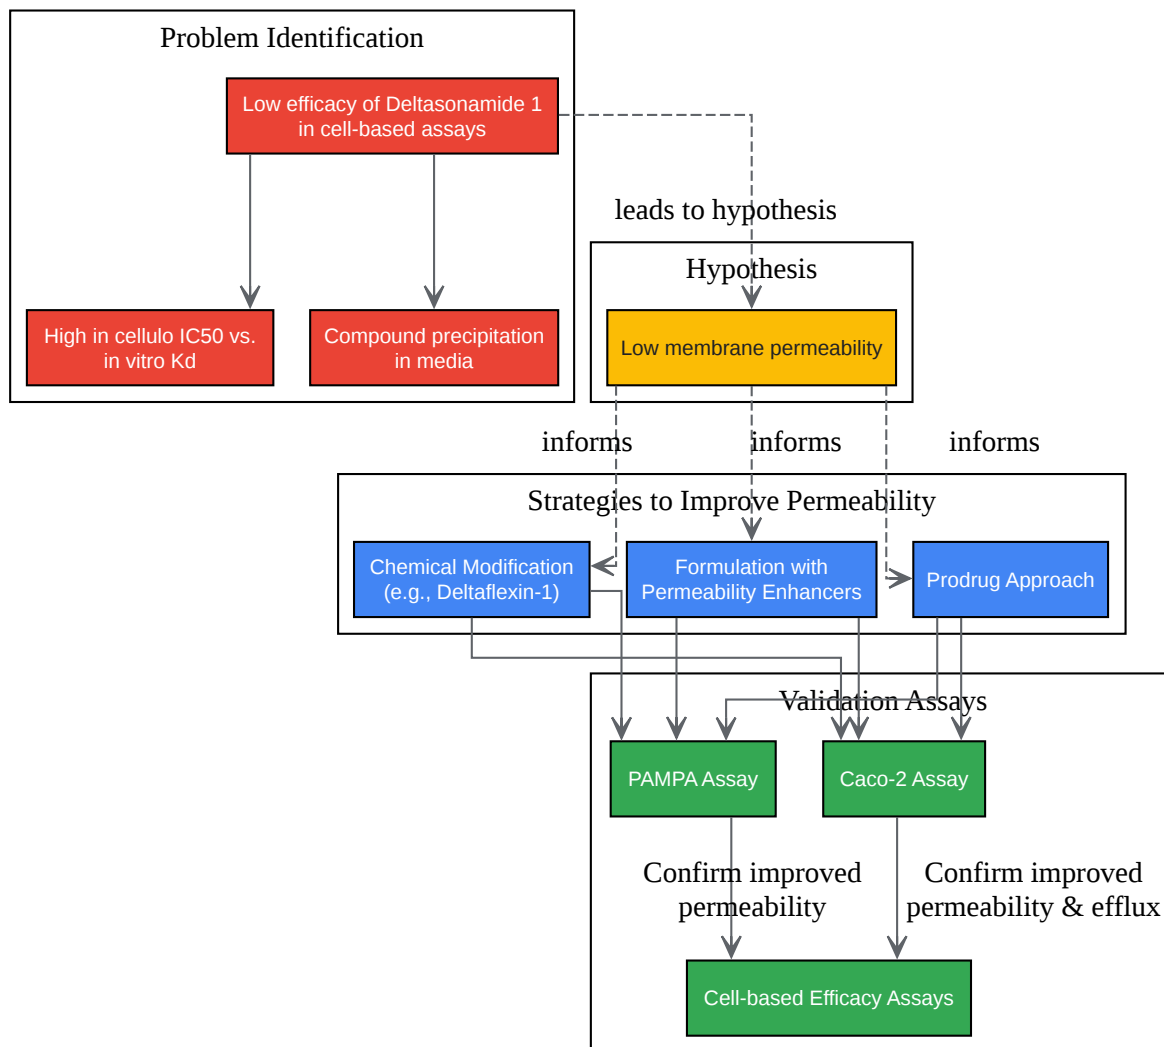 Problem Identification
Low efficacy of Deltasonamide 1
in cell-based assays
leads to hypothesis
Hypothesis
High in cellulo IC50 vs.
in vitro Kd
Compound precipitation
in media
Low membrane permeability
informs
informs
informs
Strategies to Improve Permeability
Chemical Modification
(e.g., Deltaflexin-1)
Formulation with
Permeability Enhancers
Prodrug Approach
Validation Assays
PAMPA Assay
Caco-2 Assay
Confirm improved
permeability
Confirm improved
permeability & efflux
Cell-based Efficacy Assays